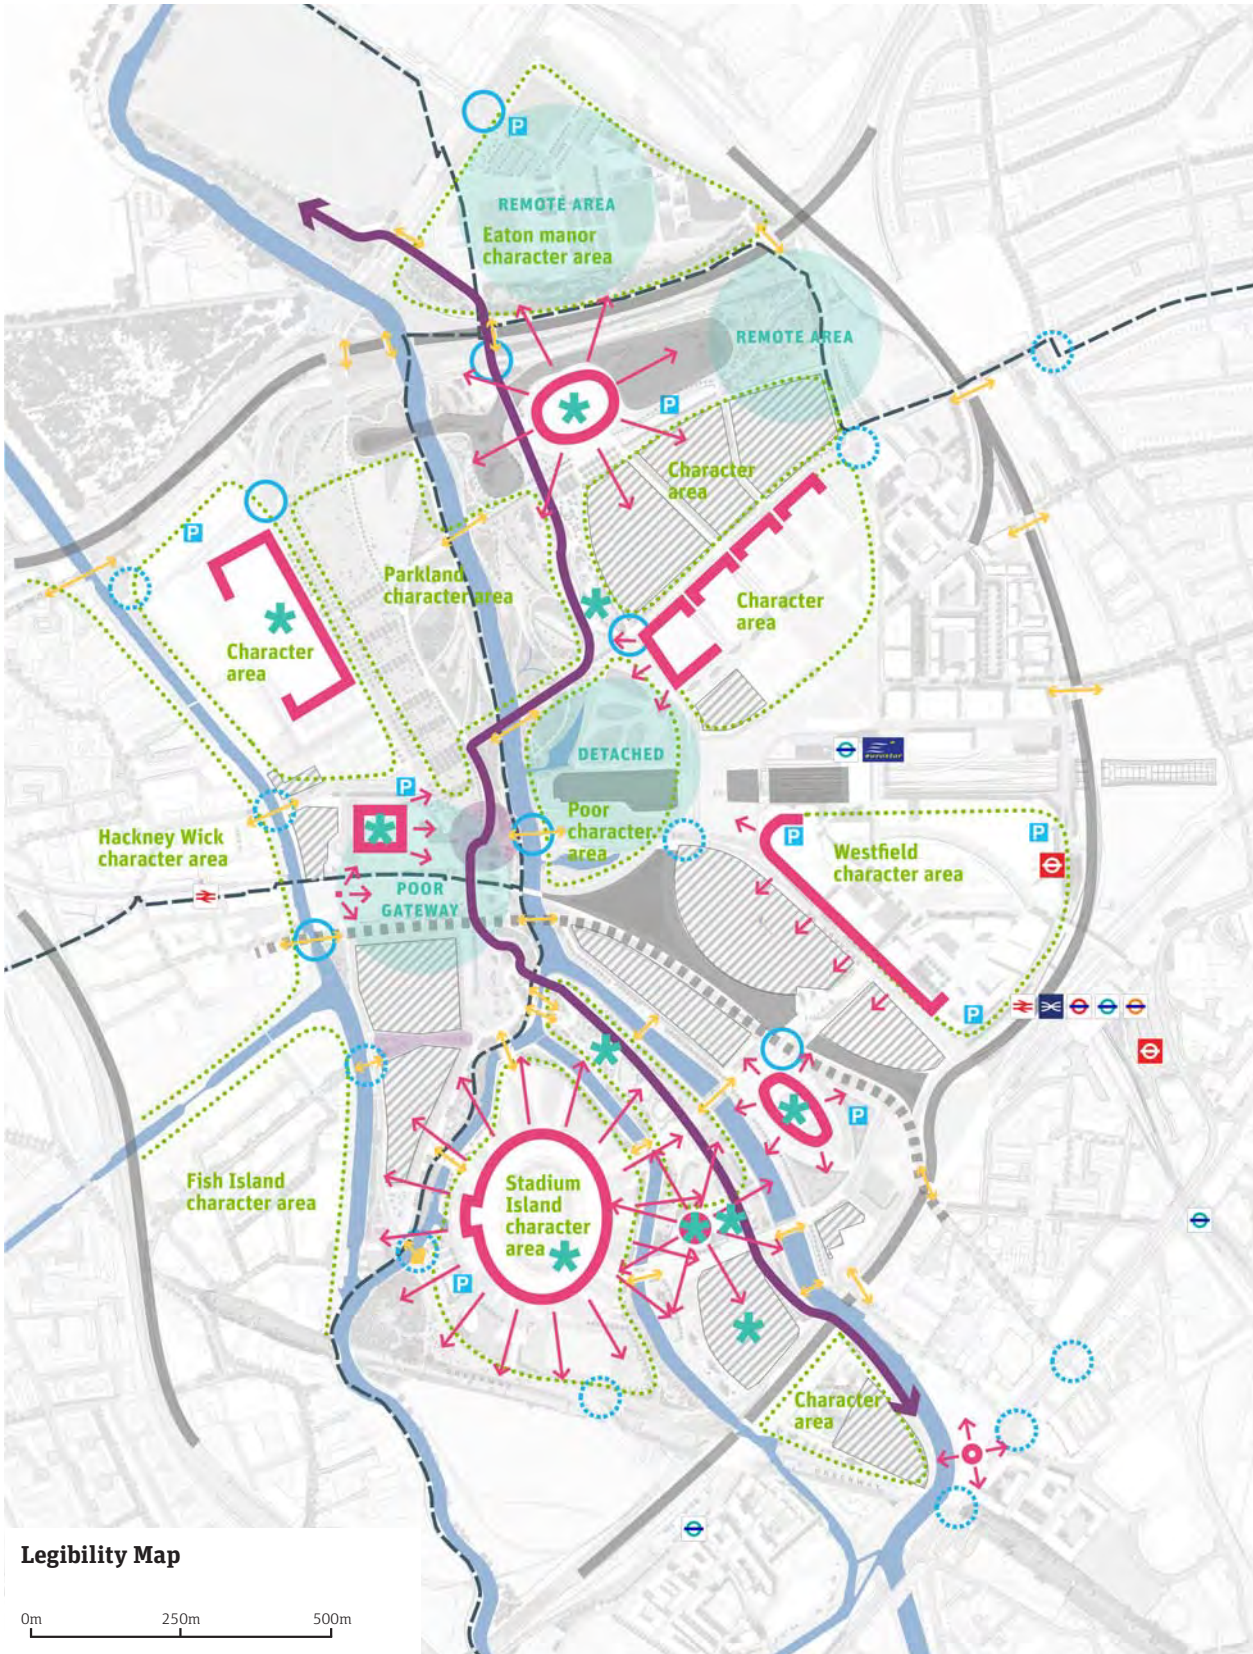 P
REMOTE AREA
Eaton manor
character area
REMOTE AREA
P
Character
area
P
Parkland
character area
Character
area
Character
area
DETACHED
eurostar
P
Poor
character
area
P
P
Hackney Wick
character area
Westfield
character area
POOR
GATEWAY
P
P
Fish Island
character area
Stadium
Island
character
area
P
Character
area
Legibility Map
0m
250m
500m